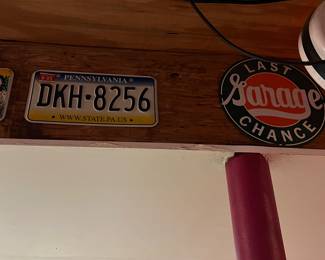 PENNSYLVANIA
DKH•8256
WWW.STATE.PA.US
LAST
Garage
CHANCE